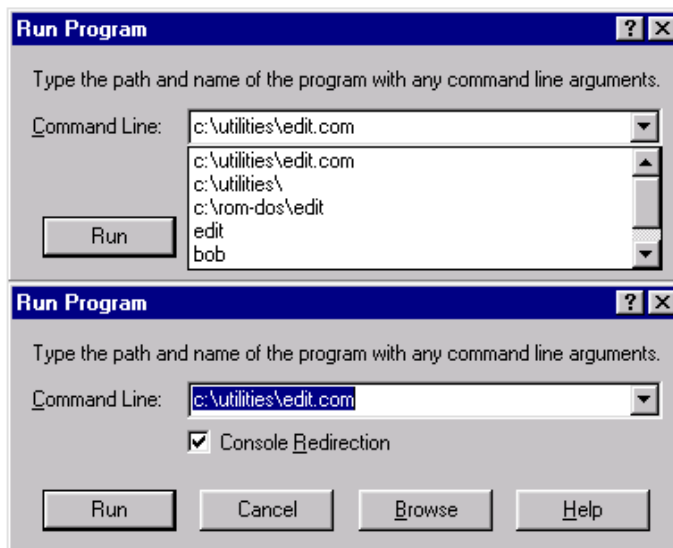 Run Program
Type the path and name of the program with any command line arguments.
Command Line: c:\utilities\edit.com
c:\utilities\edit.com
c:\utilities\
c:\rom-dos\edit
edit
bob
Run
Run Program
Type the path and name of the program with any command line arguments.
Command Line: c:\utilities\edit.com
Console Redirection
Run Cancel Browse Help